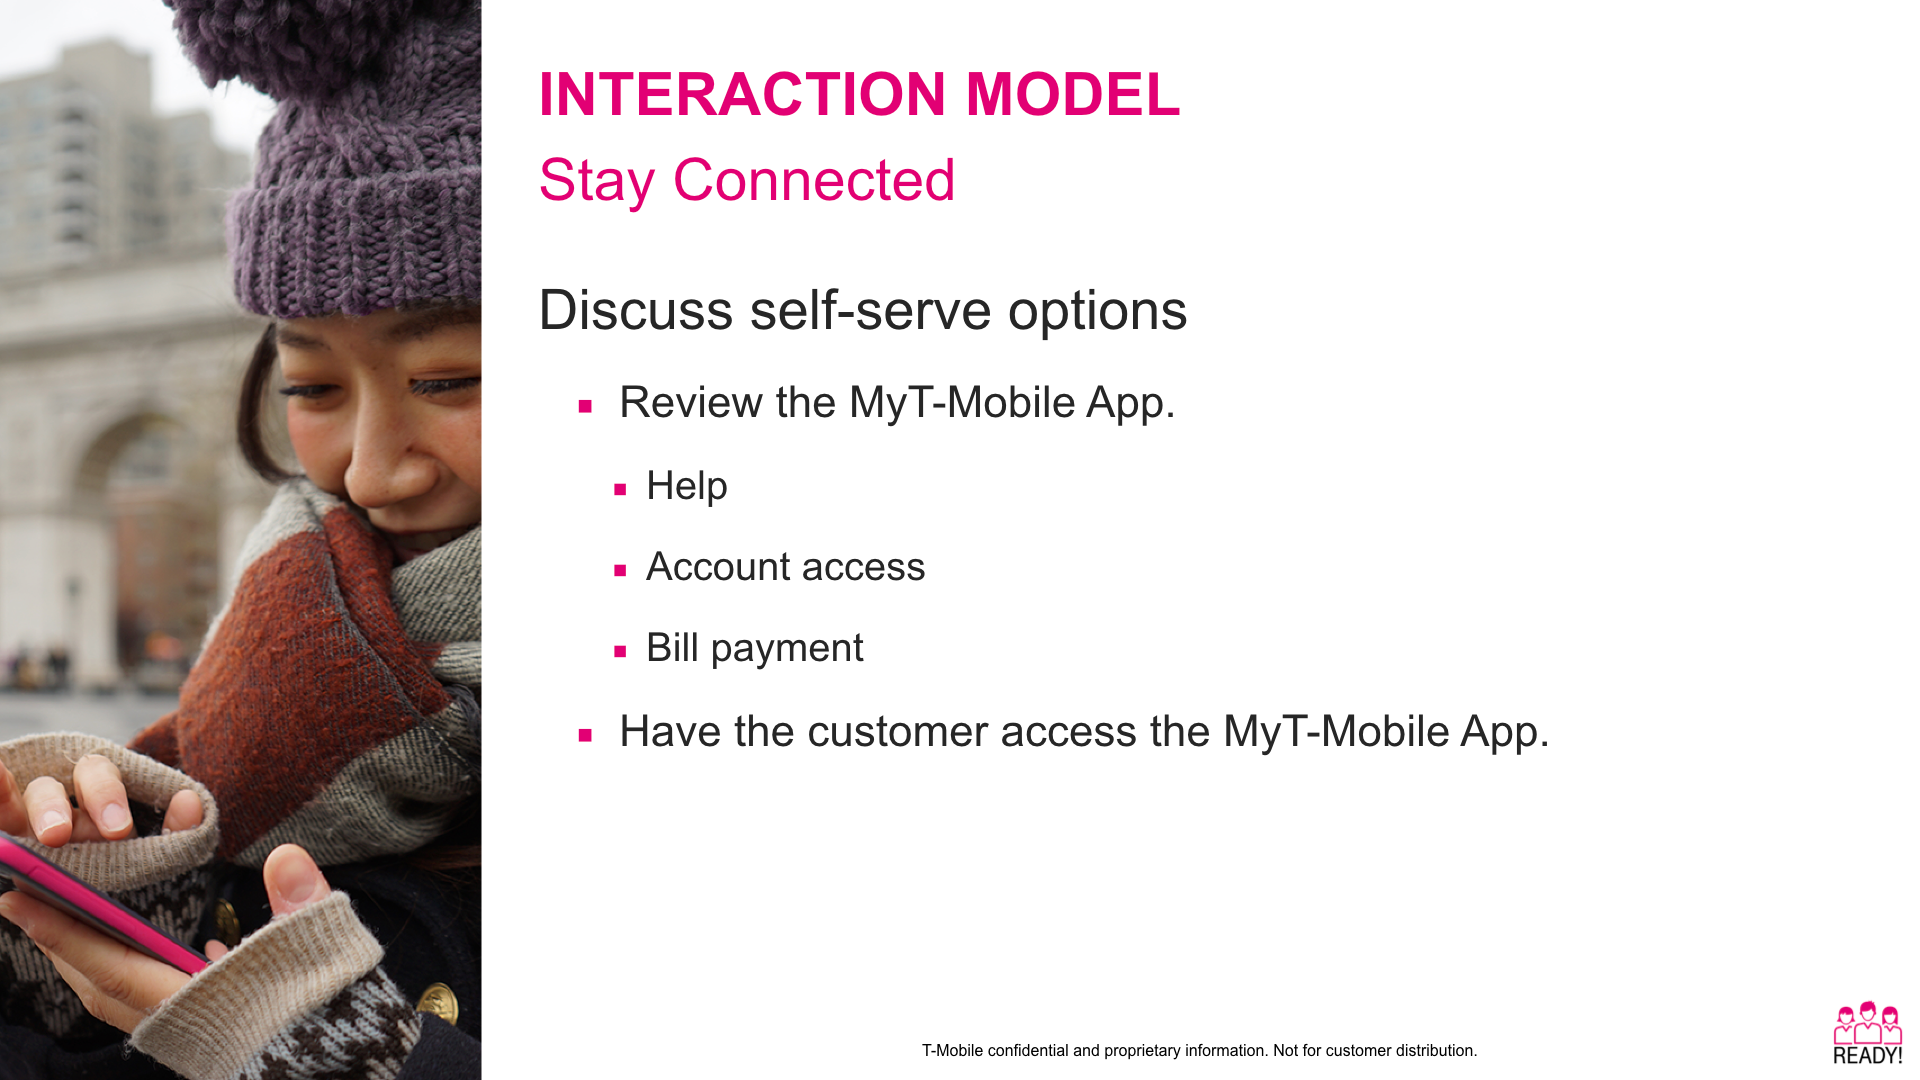 INTERACTION MODEL
Stay Connected
Discuss self-serve options
Review the MyT-Mobile App.
Help
Account access
Bill payment
Have the customer access the MyT-Mobile App.
T-Mobile confidential and proprietary information. Not for customer distribution.
READY!